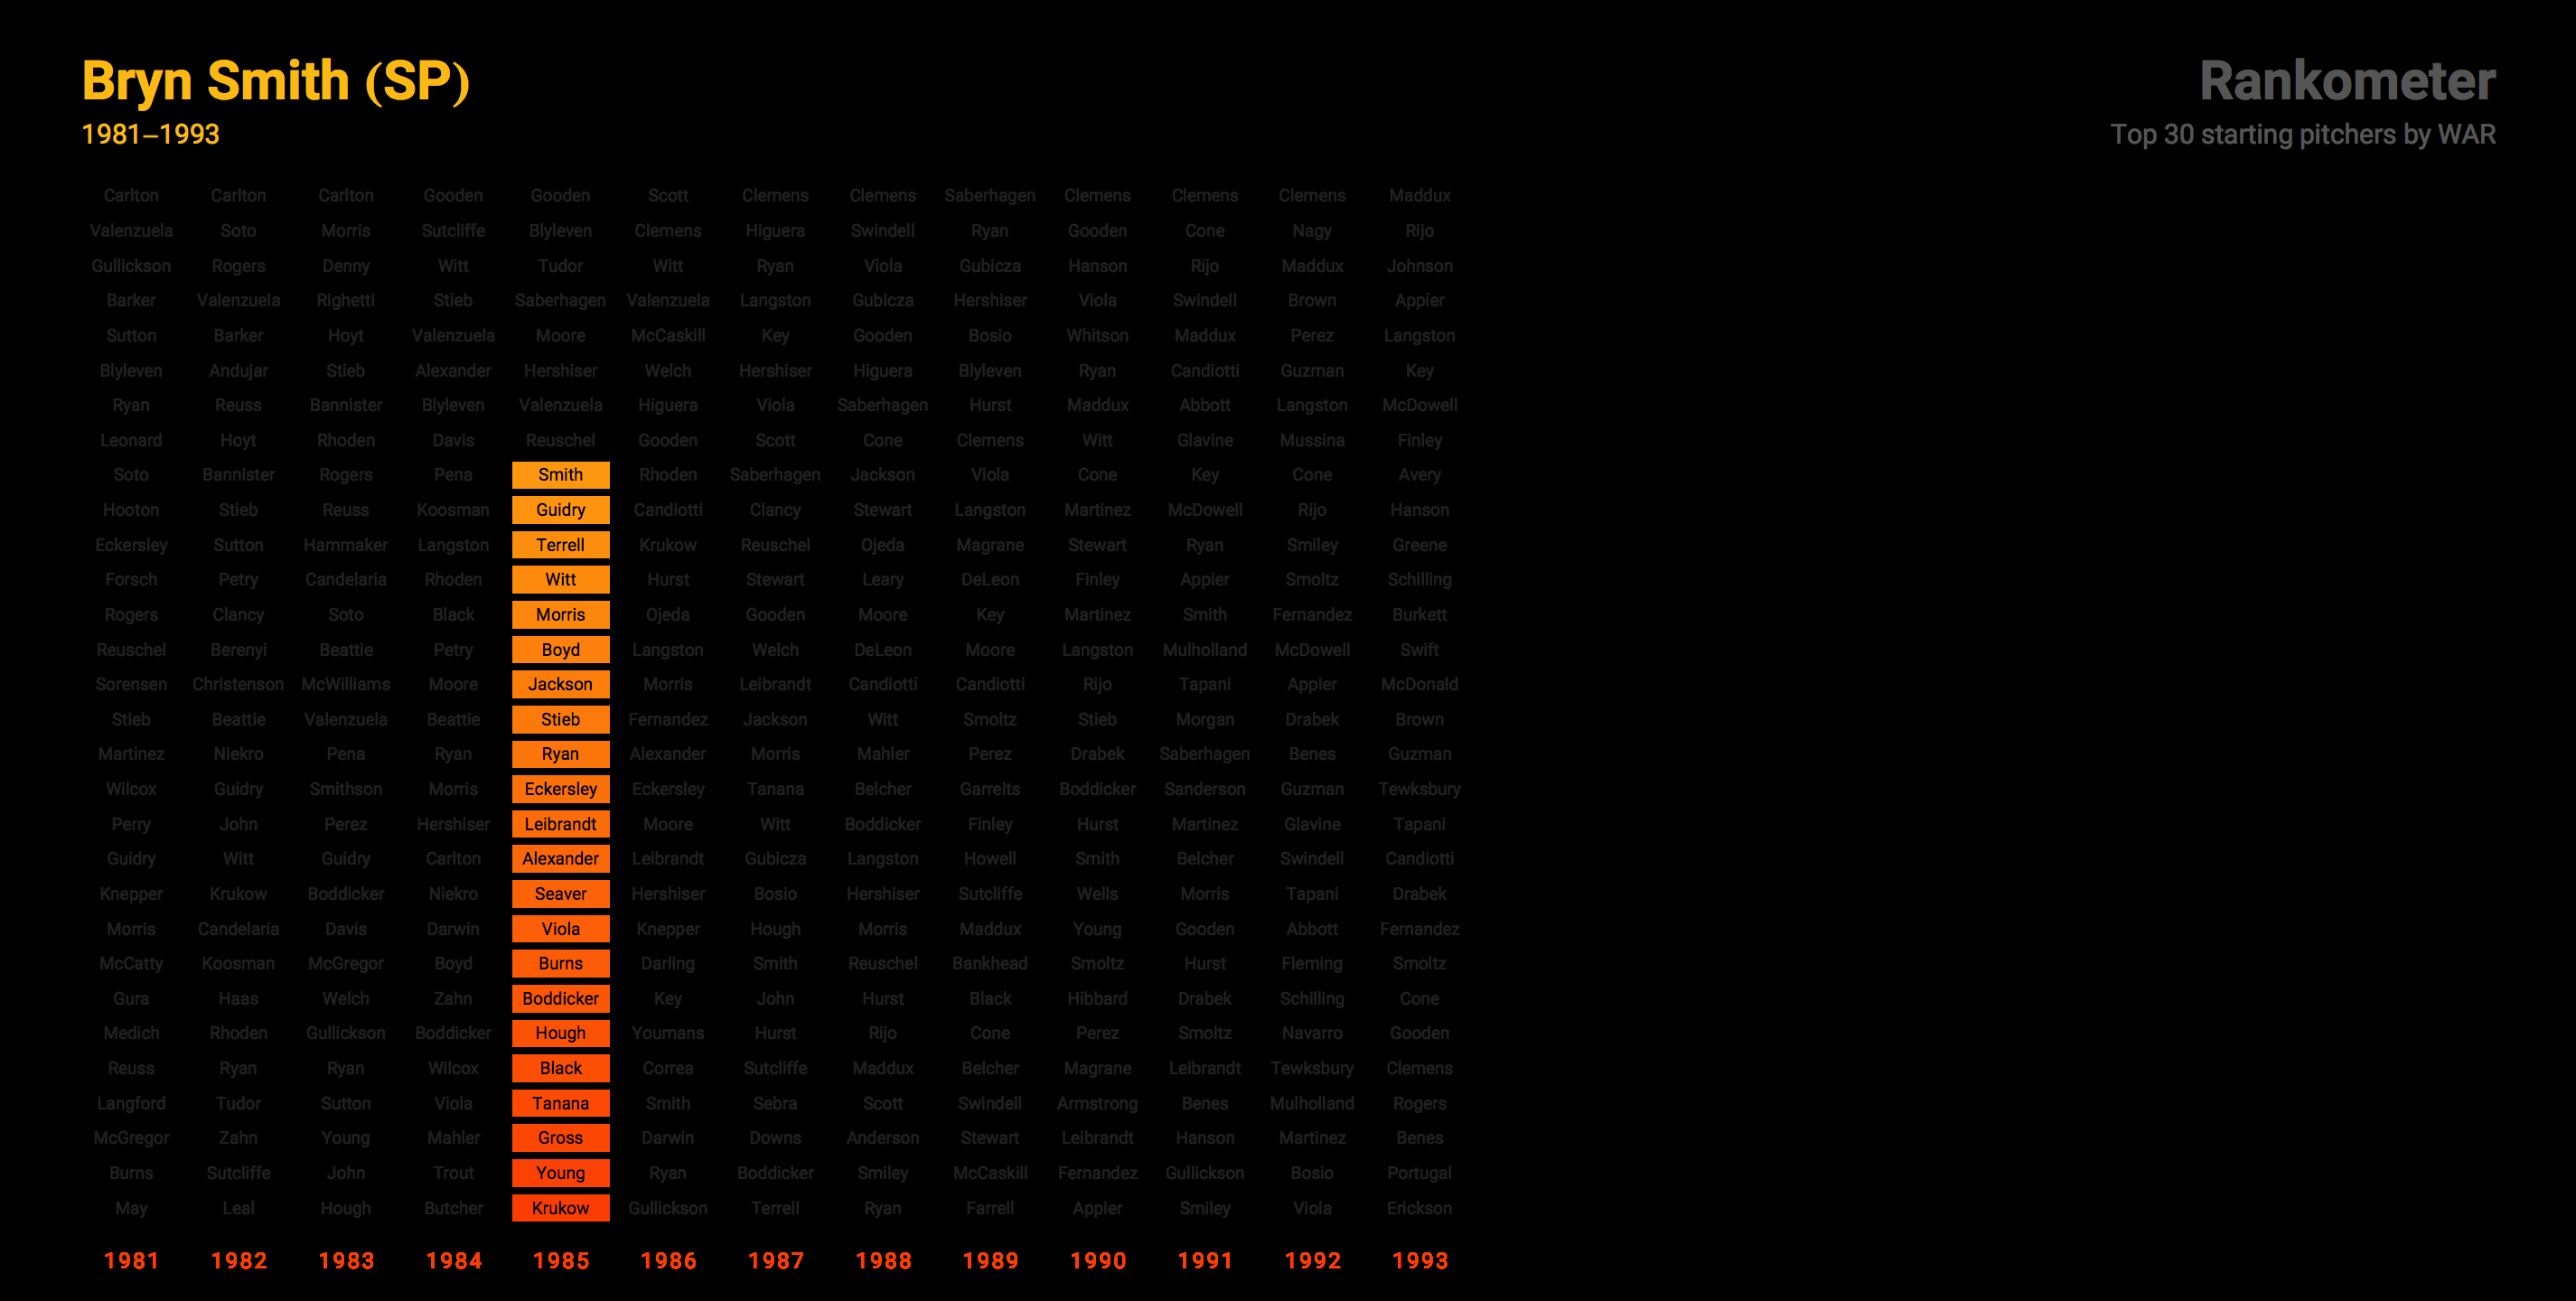 Bryn Smith (SP)
1981–1993
Rankometer
Top 30 starting pitchers by WAR
Carlton Carlton Carlton Gooden Gooden Scott Clemens Clemens Saberhagen Clemens Clemens Clemens Maddux
Valenzuela Soto Morris Sutcliffe Blyleven Clemens Higuera Swindell Ryan Gooden Cone Nagy Rijo
Gullickson Rogers Denny Witt Tudor Witt Ryan Viola Gubicza Hanson Rijo Maddux Johnson
Barker Valenzuela Righetti Stieb Saberhagen Valenzuela Langston Gubicza Hershiser Viola Swindell Brown Appier
Sutton Barker Hoyt Valenzuela Moore McCaskill Key Gooden Bosio Whitson Maddux Perez Langston
Blyleven Andujar Stieb Alexander Hershiser Welch Hershiser Higuera Blyleven Ryan Candiotti Guzman Key
Ryan Reuss Bannister Blyleven Valenzuela Higuera Viola Saberhagen Hurst Maddux Abbott Langston McDowell
Leonard Hoyt Rhoden Davis Reuschel Gooden Scott Cone Clemens Witt Glavine Mussina Finley
Soto Bannister Rogers Pena Smith Rhoden Saberhagen Jackson Viola Cone Key Cone Avery
Hooton Stieb Reuss Koosman Guidry Candiotti Clancy Stewart Langston Martinez McDowell Rijo Hanson
Eckersley Sutton Hammaker Langston Terrell Krukow Reuschel Ojeda Magrane Stewart Ryan Smiley Greene
Forsch Petry Candelaria Rhoden Witt Hurst Stewart Leary DeLeon Finley Appier Smoltz Schilling
Rogers Clancy Soto Black Morris Ojeda Gooden Moore Key Martinez Smith Fernandez Burkett
Reuschel Berenyi Beattie Petry Boyd Langston Welch DeLeon Moore Langston Mulholland McDowell Swift
Sorensen Christenson McWilliams Moore Jackson Morris Leibrandt Candiotti Candiotti Rijo Tapani Appier McDonald
Stieb Beattie Valenzuela Beattie Stieb Fernandez Jackson Witt Smoltz Stieb Morgan Drabek Brown
Martinez Niekro Pena Ryan Ryan Alexander Morris Mahler Perez Drabek Saberhagen Benes Guzman
Wilcox Guidry Smithson Morris Eckersley Eckersley Tanana Belcher Garrelts Boddicker Sanderson Guzman Tewksbury
Perry John Perez Hershiser Leibrandt Moore Witt Boddicker Finley Hurst Martinez Glavine Tapani
Guidry Witt Guidry Carlton Alexander Leibrandt Gubicza Langston Howell Smith Belcher Swindell Candiotti
Knepper Krukow Boddicker Niekro Seaver Hershiser Bosio Hershiser Sutcliffe Wells Morris Tapani Drabek
Morris Candelaria Davis Darwin Viola Knepper Hough Morris Maddux Young Gooden Abbott Fernandez
McCatty Koosman McGregor Boyd Burns Darling Smith Reuschel Bankhead Smoltz Hurst Fleming Smoltz
Gura Haas Welch Zahn Boddicker Key John Hurst Black Hibbard Drabek Schilling Cone
Medich Rhoden Gullickson Boddicker Hough Youmans Hurst Rijo Cone Perez Smoltz Navarro Gooden
Reuss Ryan Ryan Wilcox Black Correa Sutcliffe Maddux Belcher Magrane Leibrandt Tewksbury Clemens
Langford Tudor Sutton Viola Tanana Smith Sebra Scott Swindell Armstrong Benes Mulholland Rogers
McGregor Zahn Young Mahler Gross Darwin Downs Anderson Stewart Leibrandt Hanson Martinez Benes
Burns Sutcliffe John Trout Young Ryan Boddicker Smiley McCaskill Fernandez Gullickson Bosio Portugal
May Leal Hough Butcher Krukow Gullickson Terrell Ryan Farrell Appier Smiley Viola Erickson
1981 1982 1983 1984 1985 1986 1987 1988 1989 1990 1991 1992 1993